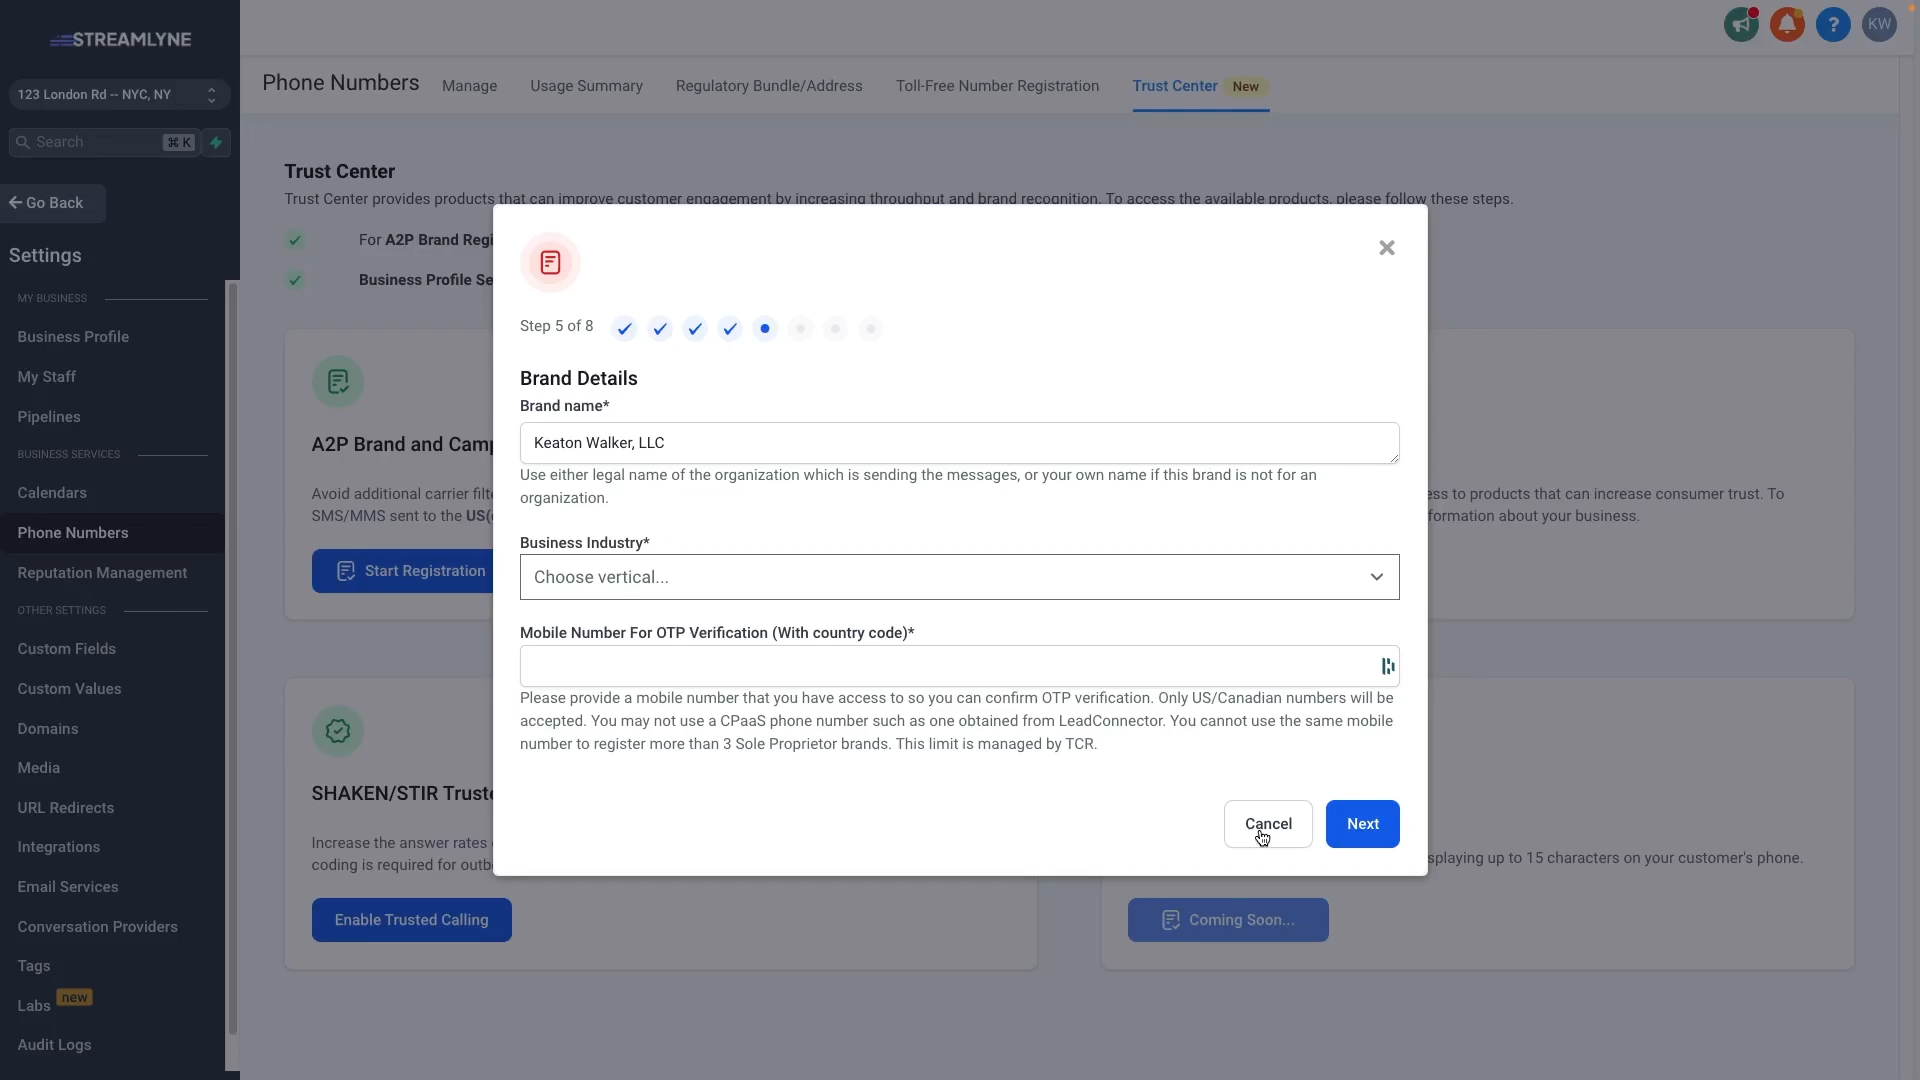 STREAMLYNE
123 London Rd -- NYC, NY
Search
⌘ K
Go Back
Settings
MY BUSINESS
Business Profile
My Staff
Pipelines
BUSINESS SERVICES
Calendars
Phone Numbers
Reputation Management
OTHER SETTINGS
Custom Fields
Custom Values
Domains
Media
URL Redirects
Integrations
Email Services
Conversation Providers
Tags
Labs new
Audit Logs
? KW
Phone Numbers Manage Usage Summary Regulatory Bundle/Address Toll-Free Number Registration Trust Center New
Trust Center
Trust Center provides products that can improve customer engagement by increasing throughput and brand recognition. To access the available products, please follow these steps.
For A2P Brand Regi
Business Profile Se
A2P Brand and Camp
Avoid additional carrier filte
SMS/MMS sent to the US(
Start Registration
ess to products that can increase consumer trust. To
formation about your business.
SHAKEN/STIR Truste
Increase the answer rates
coding is required for outb
Enable Trusted Calling
splaying up to 15 characters on your customer's phone.
Coming Soon...
Step 5 of 8
Brand Details
Brand name*
Keaton Walker, LLC
Use either legal name of the organization which is sending the messages, or your own name if this brand is not for an
organization.
Business Industry*
Choose vertical...
Mobile Number For OTP Verification (With country code)*
Please provide a mobile number that you have access to so you can confirm OTP verification. Only US/Canadian numbers will be
accepted. You may not use a CPaaS phone number such as one obtained from LeadConnector. You cannot use the same mobile
number to register more than 3 Sole Proprietor brands. This limit is managed by TCR.
Cancel
Next